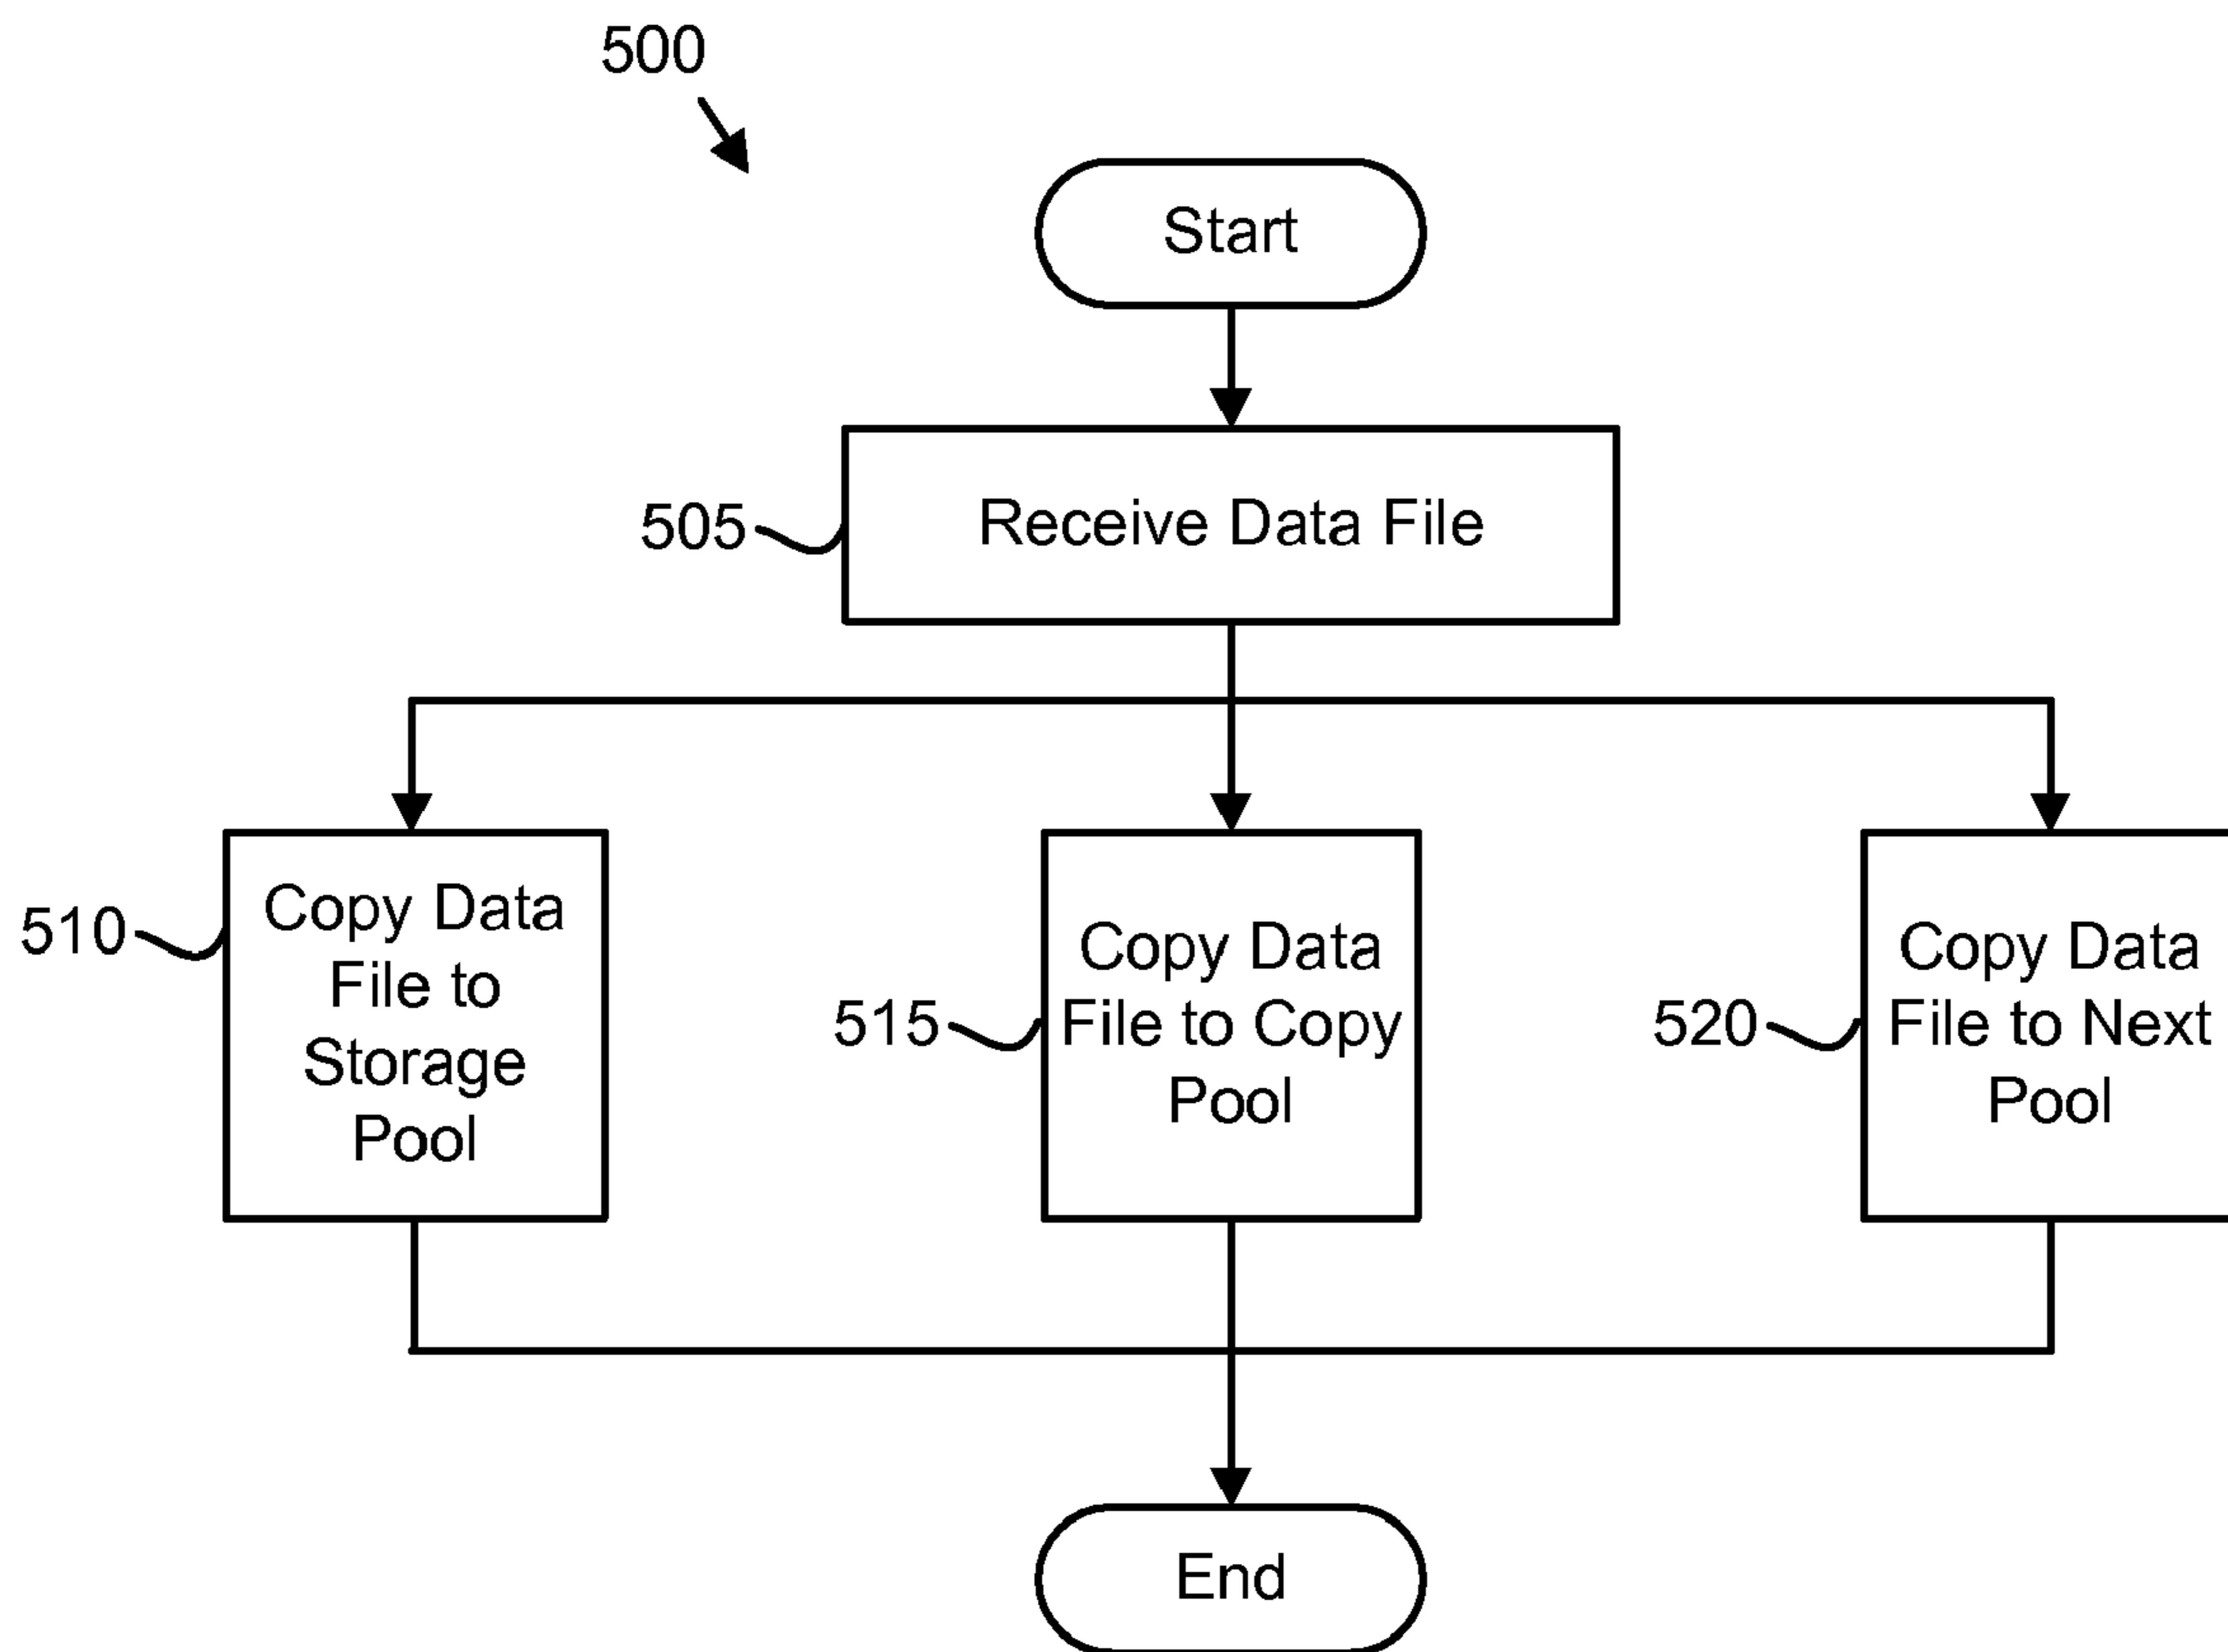 500
Start
505
Receive Data File
510
Copy Data
File to
Storage
Pool
515
Copy Data
File to Copy
Pool
520
Copy Data
File to Next
Pool
End